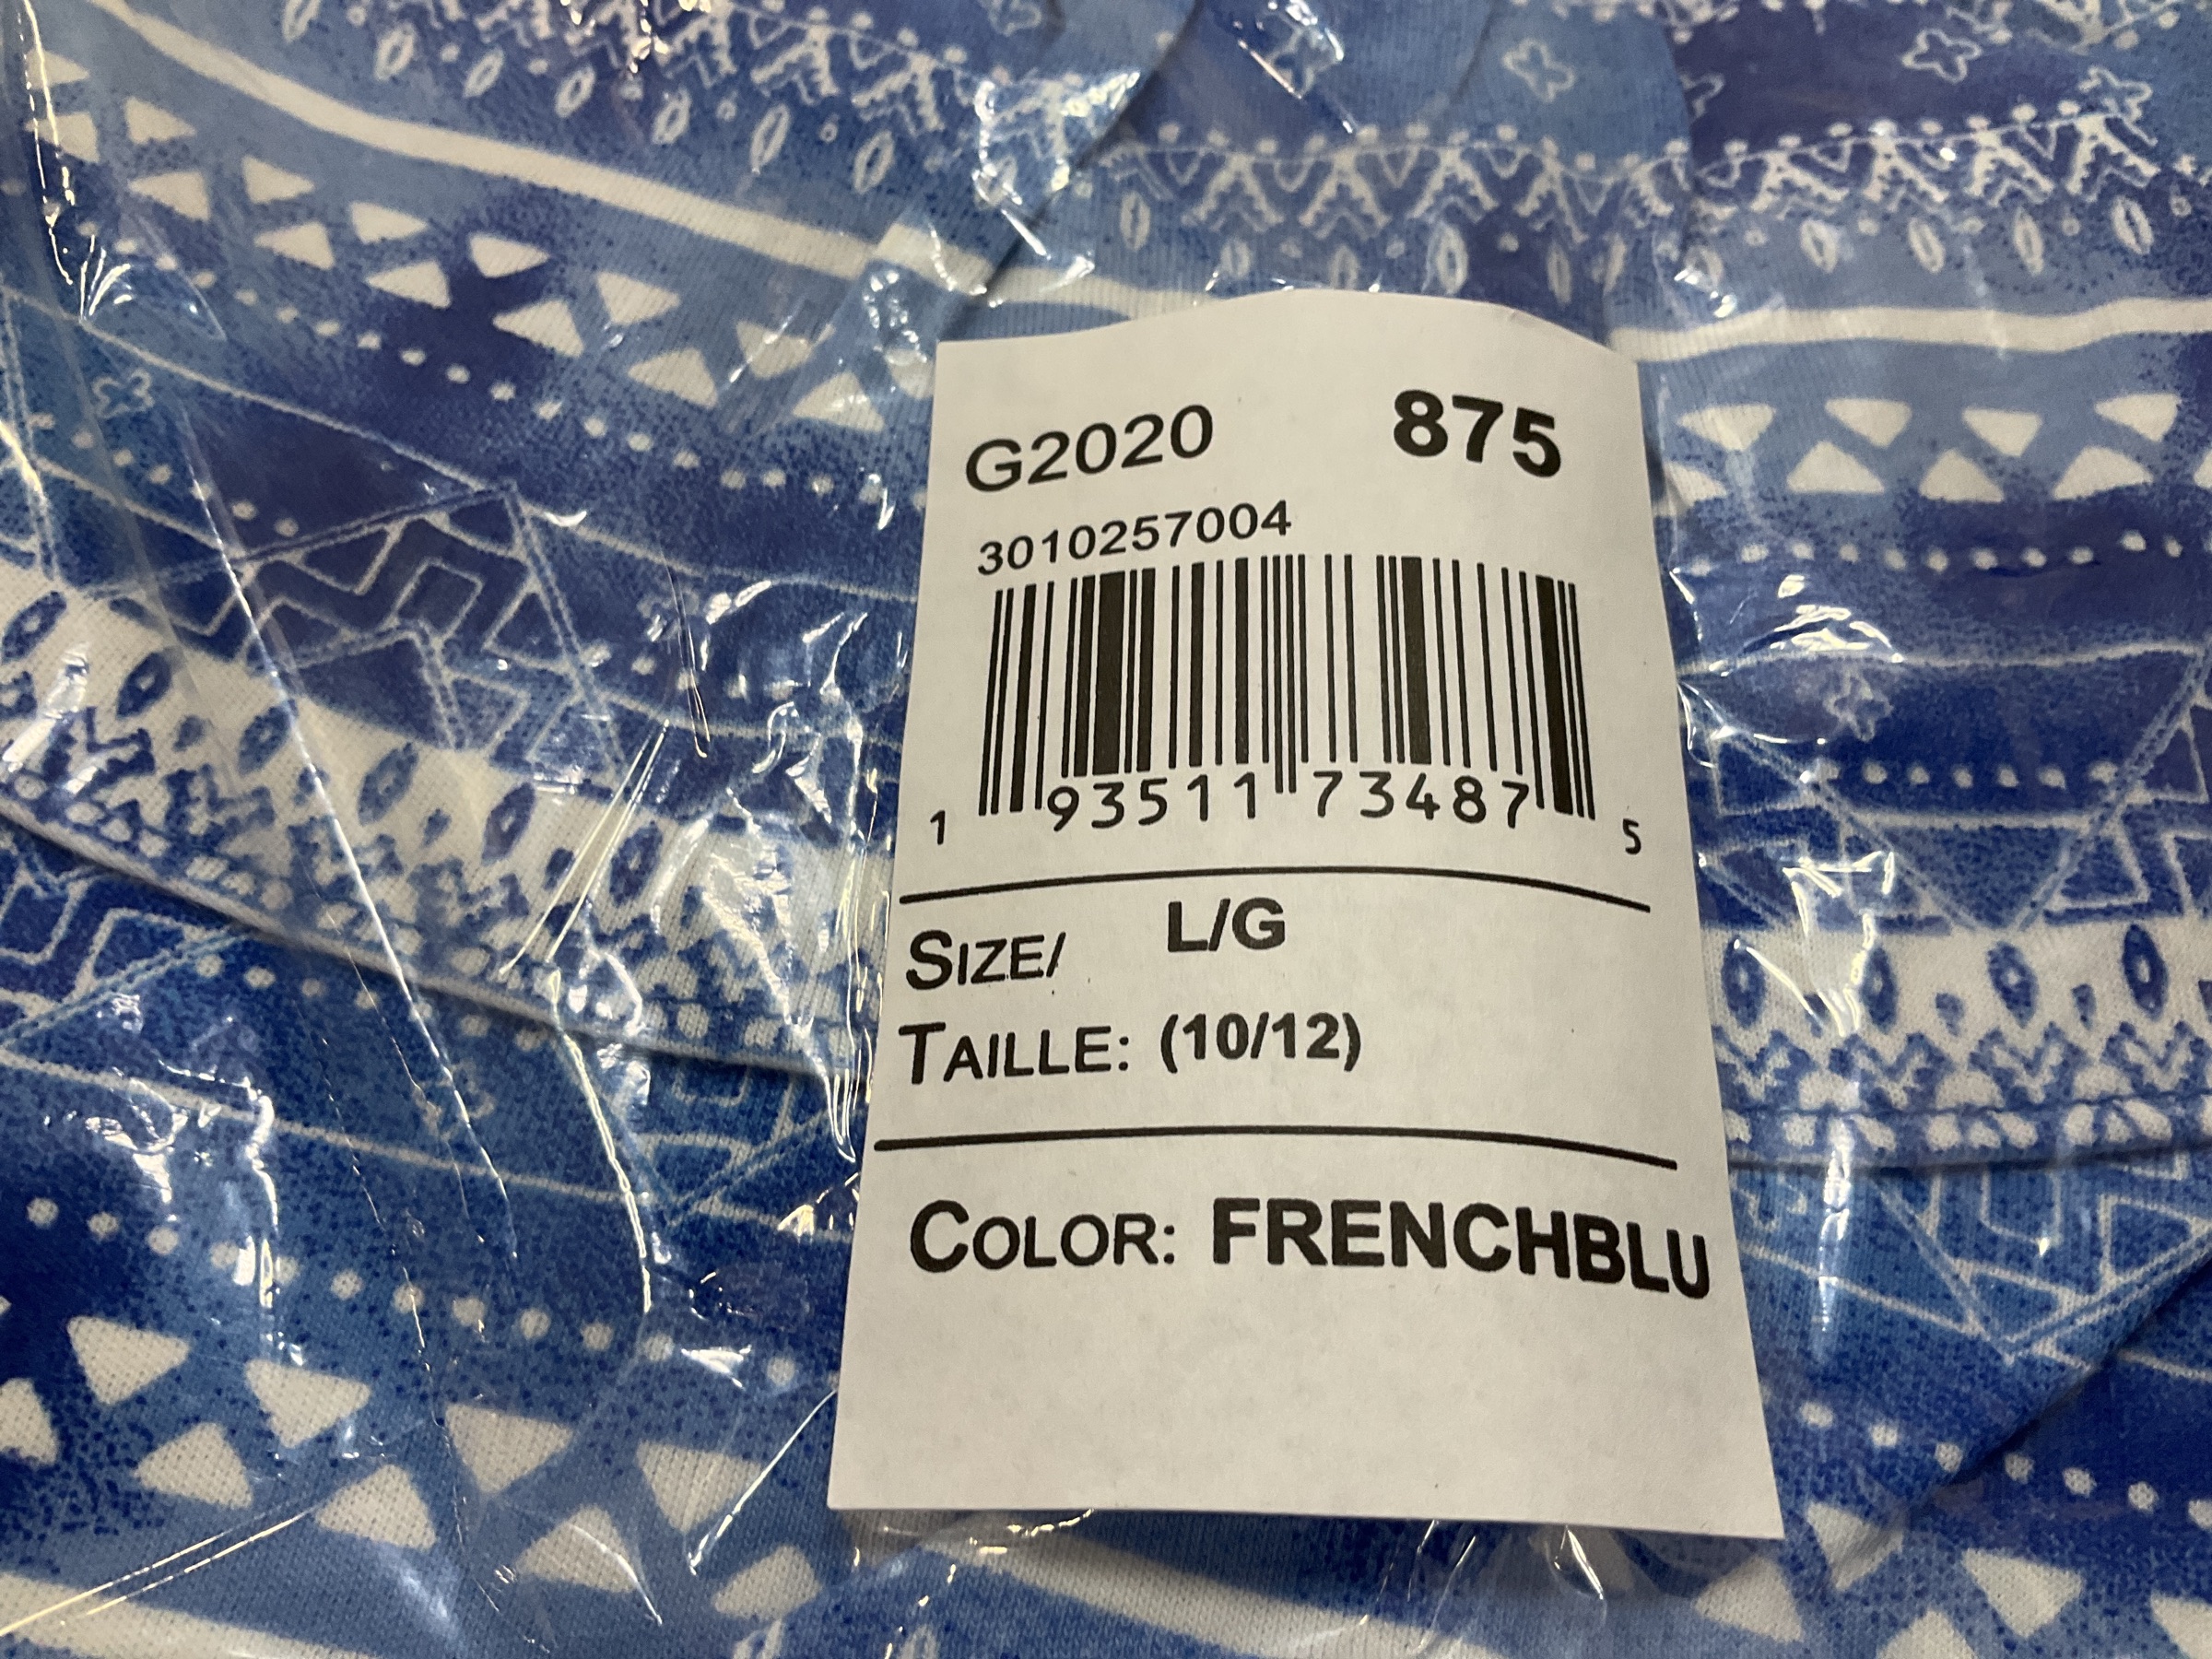 G2020 875
3010257004
1 93511 73487 5
SIZE/ L/G
TAILLE: (10/12)
COLOR: FRENCHBLU